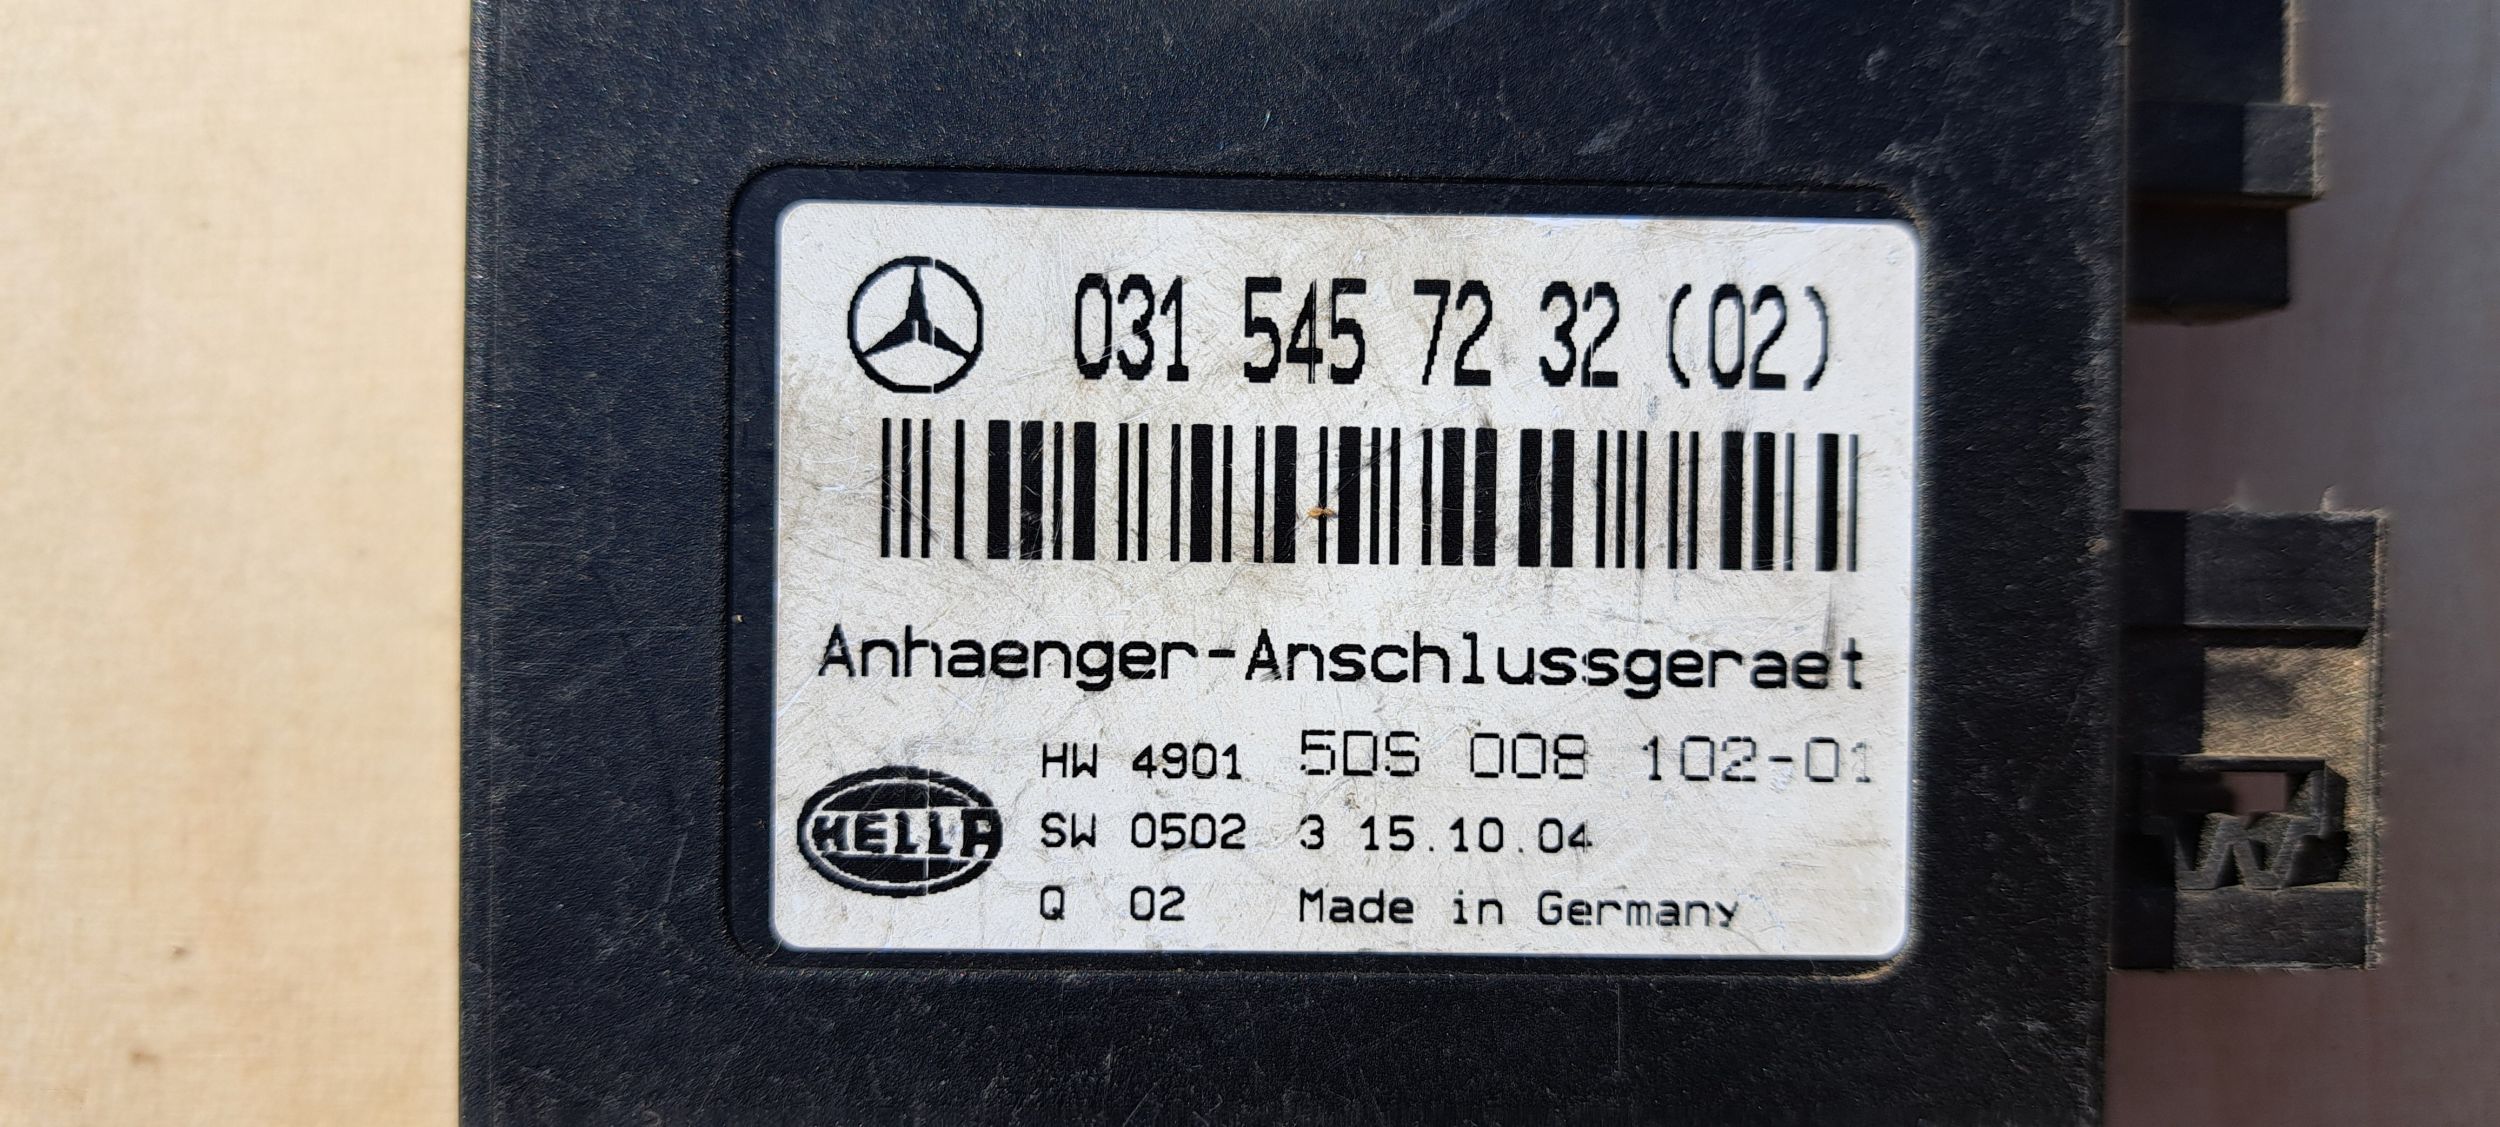 031 545 72 32 (02)
Anhaenger-Anschlussgeraet
HW 4901 5DS 008 102-01
SW 0502 3 15.10.04
HELLA
Q 02 Made in Germany